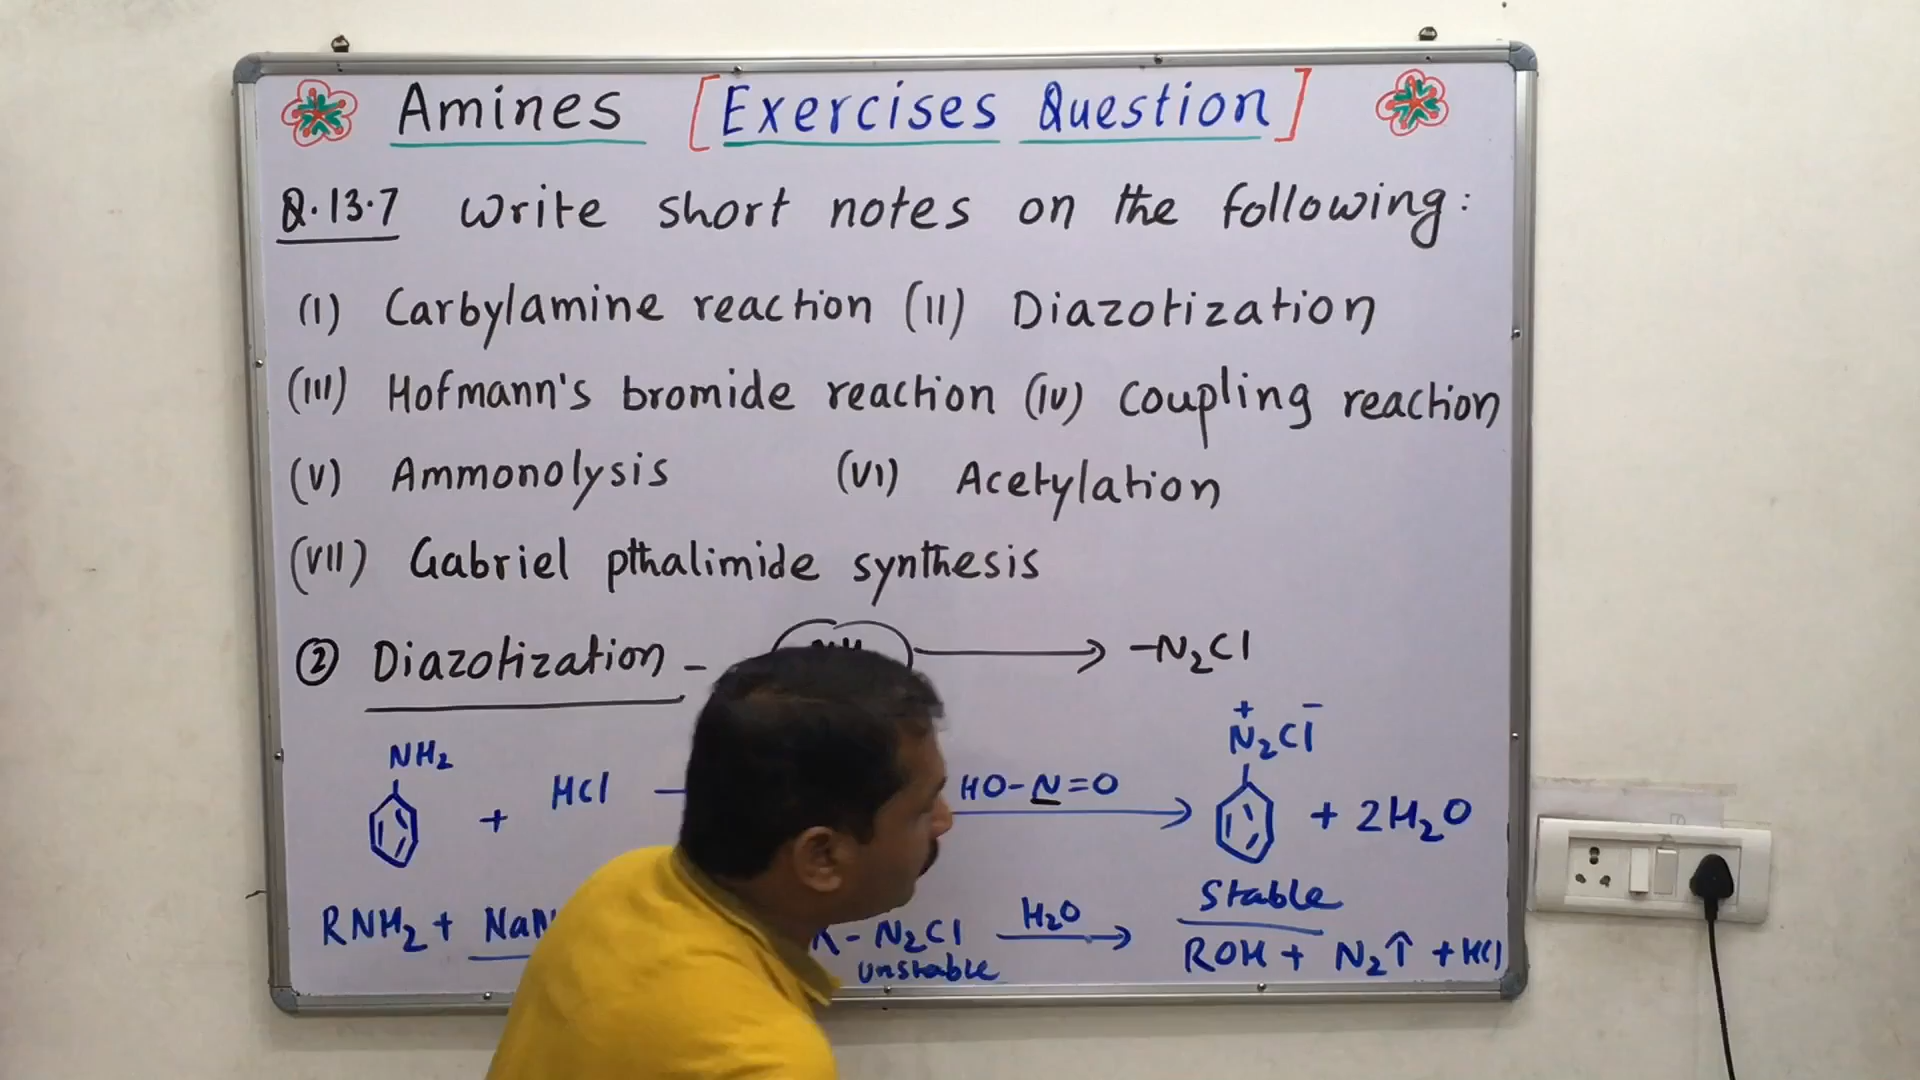 Amines [Exercises Question]
Q.13.7 Write short notes on the following:
(I) Carbylamine reaction (II) Diazotization
(III) Hofmann's bromide reaction (IV) Coupling reaction
(V) Ammonolysis (VI) Acetylation
(VII) Gabriel pthalimide synthesis
② Diazotization - → -N₂Cl
NH₂ + HCl HO-N=O → N₂⁺Cl⁻ + 2H₂O
Stable
RNH₂ + R-N₂Cl H₂O → ROH + N₂↑ + HCl
Unstable